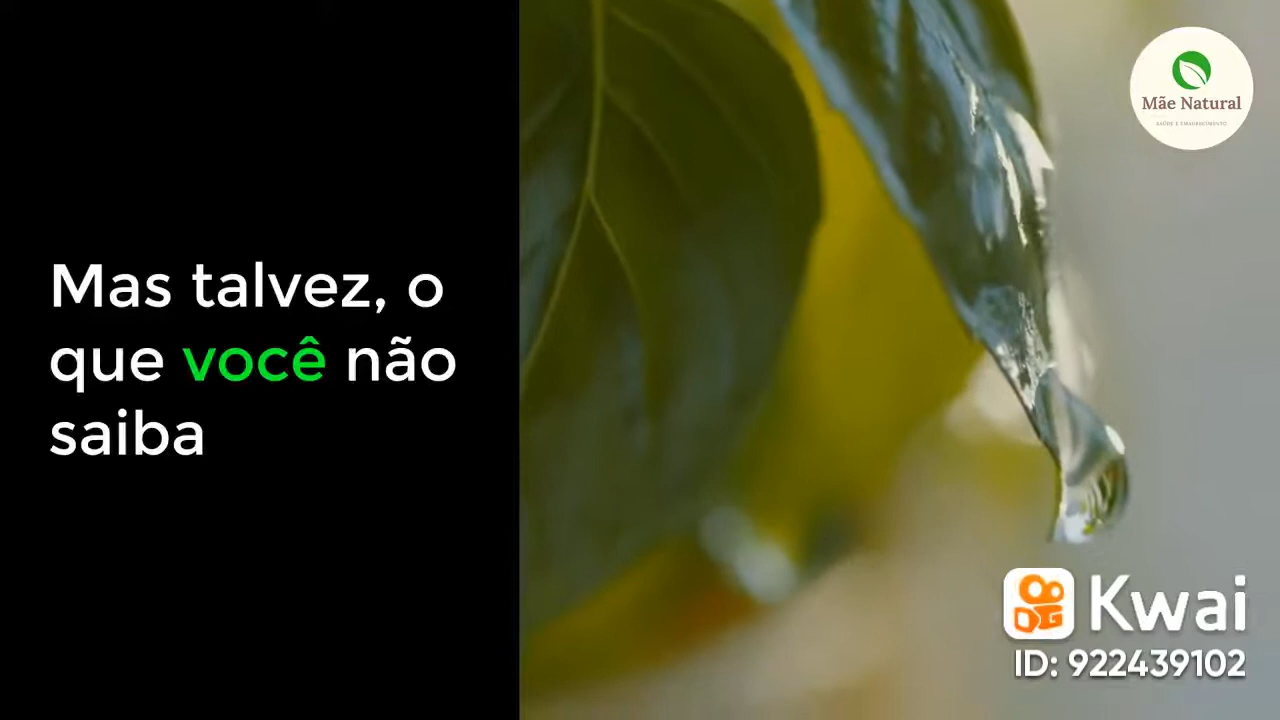 Mas talvez, o
que você não
saiba
Mãe Natural
Kwai
ID: 922439102